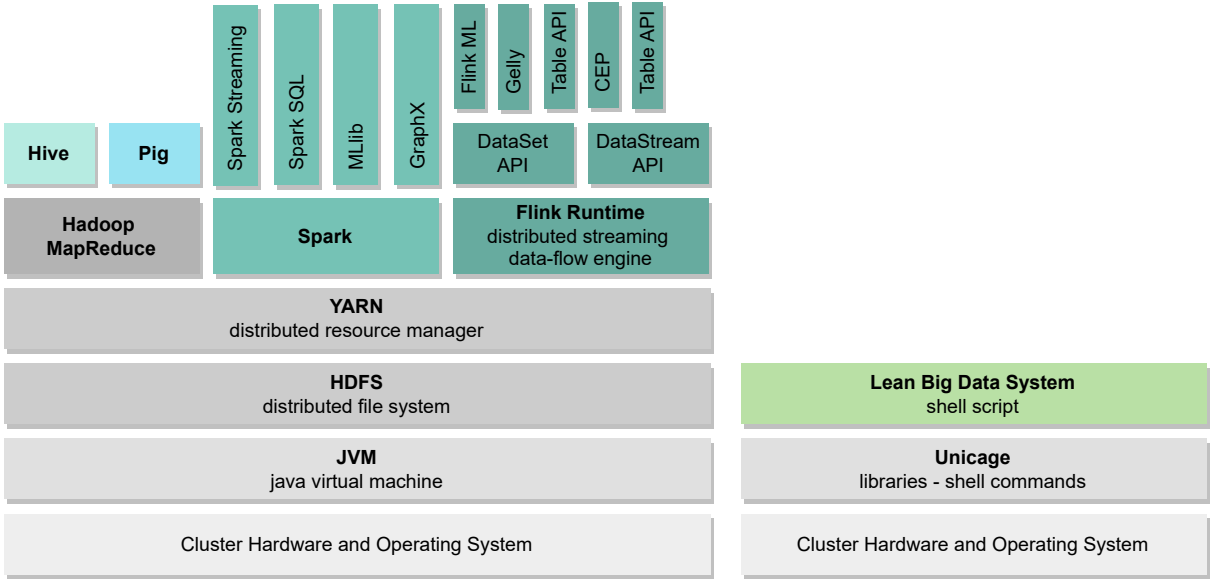 Spark Streaming
Spark SQL
MLlib
GraphX
Flink ML
Gelly
Table API
CEP
Table API
Hive
Pig
DataSet
API
DataStream
API
Hadoop
MapReduce
Spark
Flink Runtime
distributed streaming
data-flow engine
YARN
distributed resource manager
HDFS
distributed file system
Lean Big Data System
shell script
JVM
java virtual machine
Unicage
libraries - shell commands
Cluster Hardware and Operating System
Cluster Hardware and Operating System